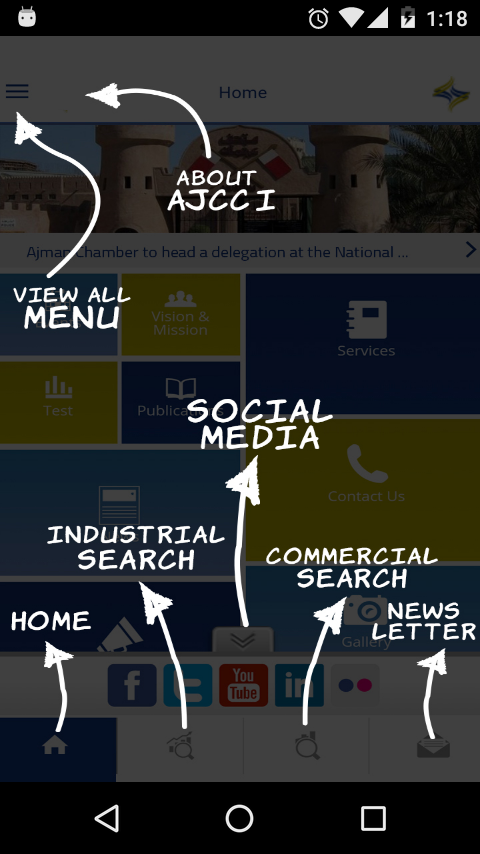 1:18
Home
ABOUT
AJCCI
Ajman Chamber to head a delegation at the National ...
VIEW ALL
MENU
Vision &
Mission
Services
Test
SOCIAL
MEDIA
Contact Us
INDUSTRIAL
SEARCH
COMMERCIAL
SEARCH
HOME
NEWS
LETTER
Gallery
f
t
You
Tube
in